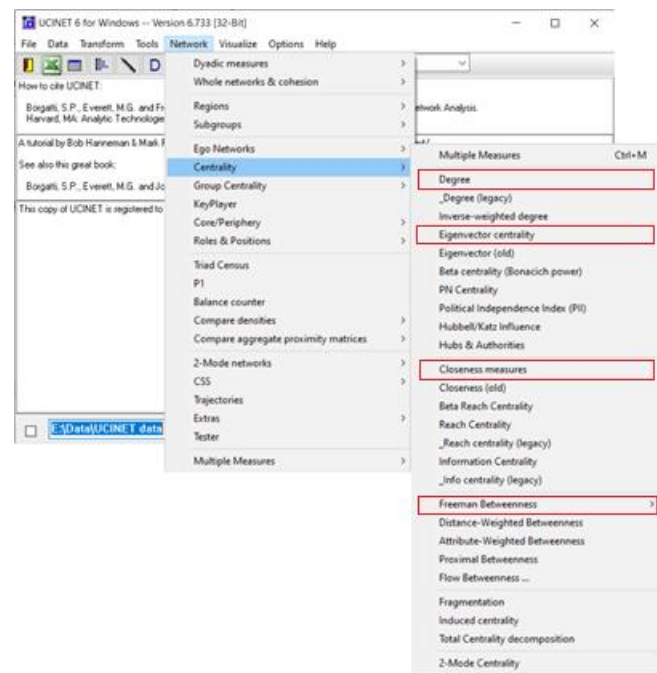 UCINET 6 for Windows -- Version 6.733 [32-Bit]
File Data Transform Tools Network Visualize Options Help
D
How to cite UCINET:
Borgatti, S.P., Everett, M.G. and
Harvard, MA: Analytic Technologie
etwork Analysis.
A tutorial by Bob Hanneman & Mark
See also this great book:
Borgatti, S.P., Everett, M.G. and
This copy of UCINET is registered to
E:\Data\UCINET data
Dyadic measures
Whole networks & cohesion
Regions
Subgroups
Ego Networks
Centrality
Group Centrality
KeyPlayer
Core/Periphery
Roles & Positions
Triad Census
P1
Balance counter
Compare densities
Compare aggregate proximity matrices
2-Mode networks
CSS
Trajectories
Extras
Tester
Multiple Measures
Multiple Measures Ctrl+M
Degree
_Degree (legacy)
Inverse-weighted degree
Eigenvector centrality
Eigenvector (old)
Beta centrality (Bonacich power)
PN Centrality
Political Independence Index (PII)
Hubbell/Katz Influence
Hubs & Authorities
Closeness measures
Closeness (old)
Beta Reach Centrality
Reach Centrality
_Reach centrality (legacy)
Information Centrality
_Info centrality (legacy)
Freeman Betweenness
Distance-Weighted Betweenness
Attribute-Weighted Betweenness
Proximal Betweenness
Flow Betweenness ...
Fragmentation
Induced centrality
Total Centrality decomposition
2-Mode Centrality